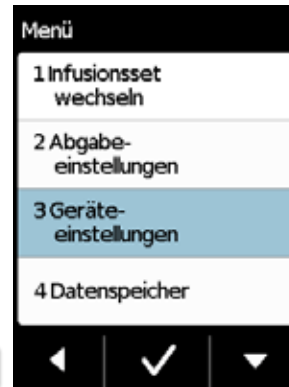 Menü
1 Infusionsset
wechseln
2 Abgabe-
einstellungen
3 Geräte-
einstellungen
4 Datenspeicher